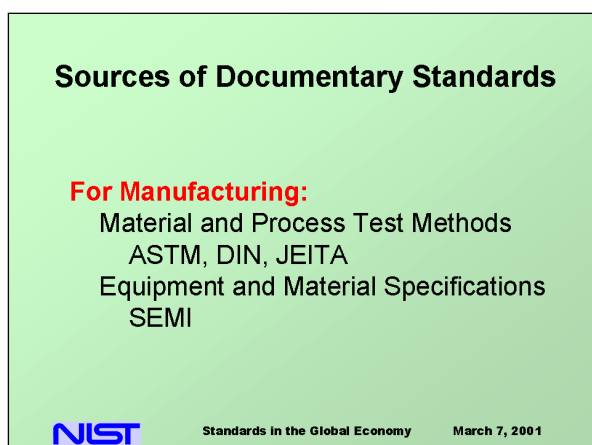 Sources of Documentary Standards
For Manufacturing:
Material and Process Test Methods
ASTM, DIN, JEITA
Equipment and Material Specifications
SEMI
NIST Standards in the Global Economy March 7, 2001